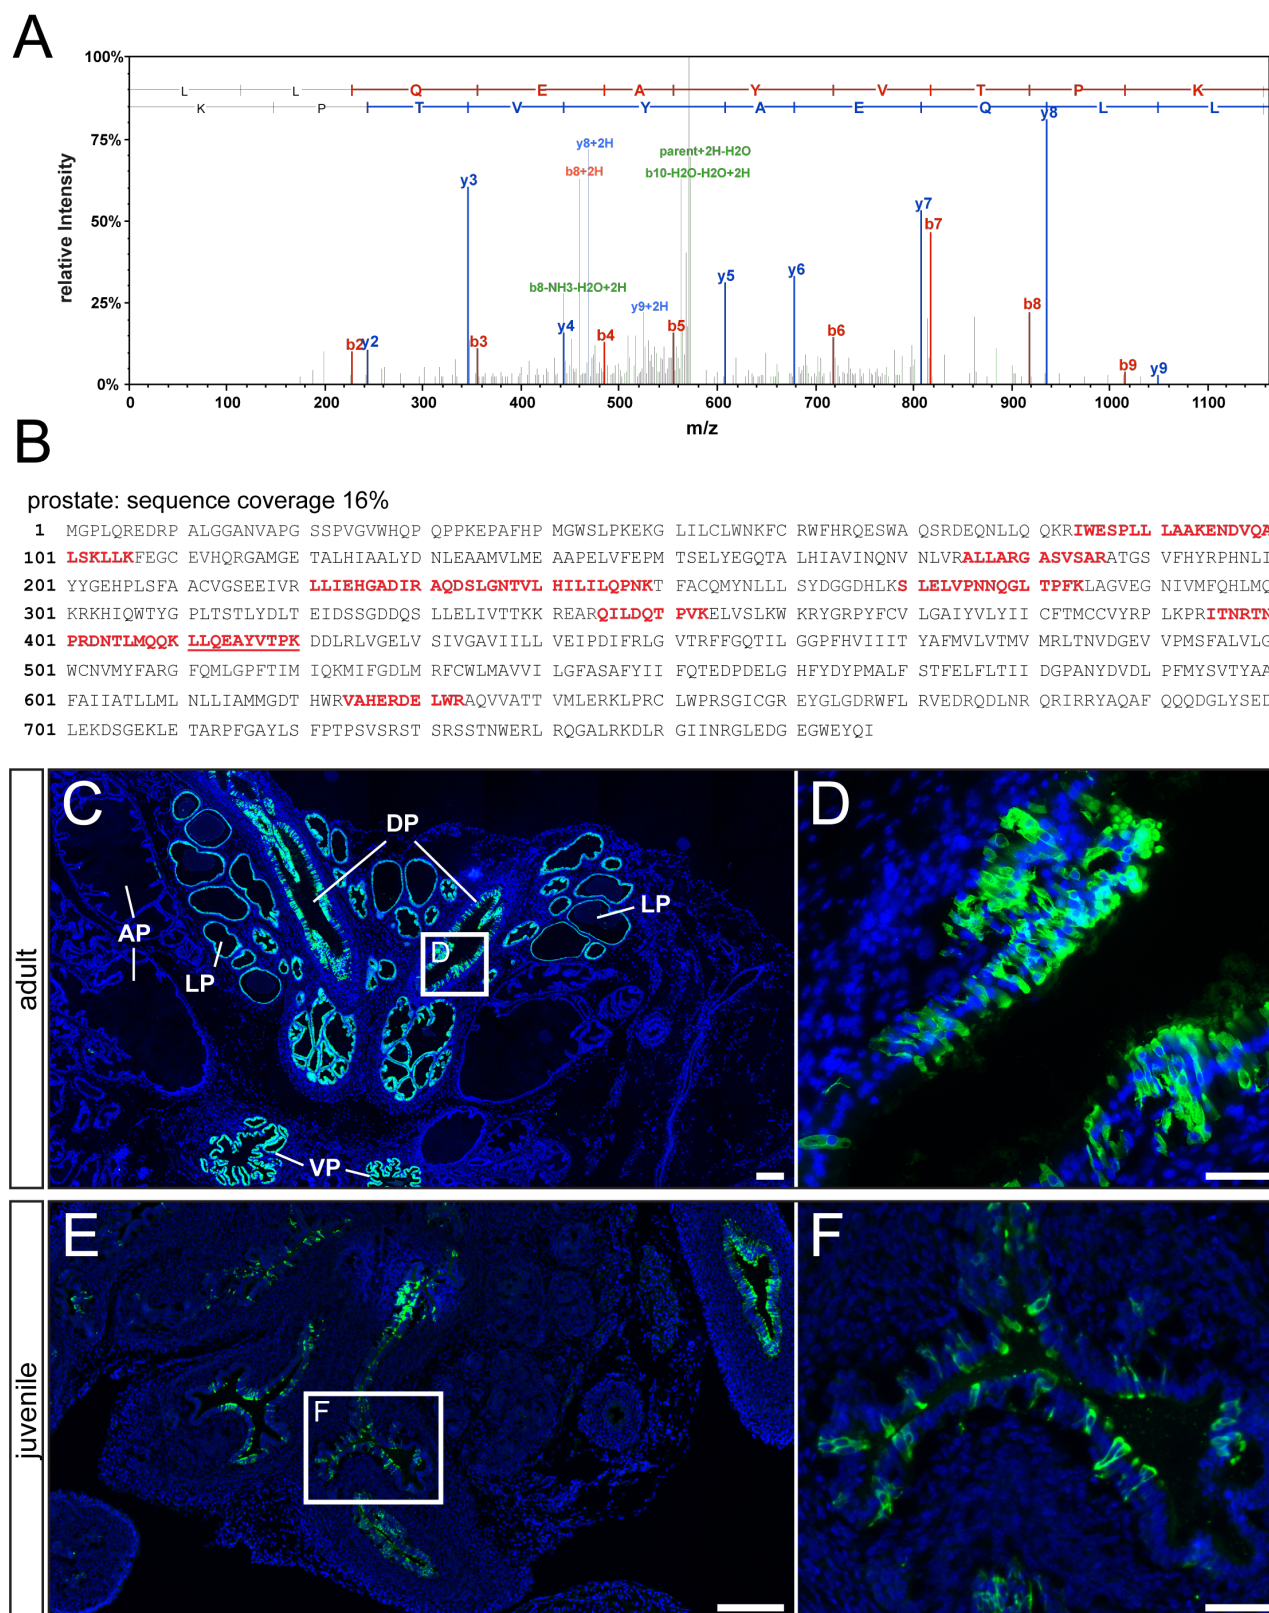 A
100%
75%
50%
25%
0%
relative Intensity
L L Q E A Y V T P K
K P T V Y A E Q L L
y8
y8+2H
parent+2H-H2O
b8+2H
b10-H2O-H2O+2H
y3
y7
b7
y5
y6
b8-NH3-H2O+2H
y9+2H
b2
y2
b3
y4
b4
b5
b6
b8
b9
y9
0 100 200 300 400 500 600 700 800 900 1000 1100
m/z
B
prostate: sequence coverage 16%
1 MGPLQREDRP ALGGANVAPG SSPVGVWHQP QPPKEPAFHP MGWSLPKEKG LILCLWNKFC RWFHRQESWA QSRDEQNLLQ QKRIWESPLL LAAKENDVQA
101 LSKLLKFEGC EVHQRGAMGE TALHIAALYD NLEAAMVLME AAPELVFEPM TSELYEGQTA LHIAVINQNV NLVRALLARG ASVSARATGS VFHYRPHNLI
201 YYGEHPLSFA ACVGSEEIVR LLIEHGADIR AQDSLGNTVL HILILQPNKT FACQMYNLLL SYDGGDHLKS LELVPNNQGL TPFKLAGVEG NIVMFQHLMQ
301 KRKHIQWTYG PLTSTLYDLT EIDSSGDDQS LLELIVTTKK REARQILDQT PVKELVSLKW KRYGRPYFCV LGAIYVLYII CFTMCCVYRP LKPRITNRTN
401 PRDNTLMQQK LLQEAYVTPK DDLRLVGELV SIVGAVIILL VEIPDIFRLG VTRFFGQTIL GGPFHVIIIT YAFMVLVTMV MRLTNVDGEV VPMSFALVLG
501 WCNVMYFARG FQMLGPFTIM IQKMIFGDLM RFCWLMAVVI LGFASAFYII FQTEDPDELG HFYDYPMALF STFELFLTII DGPANYDVDL PFMYSVTYAA
601 FAIIATLLML NLLIAMMGDT HWRVAHERDE LWRAQVVATT VMLERKLPRC LWPRSGICGR EYGLGDRWFL RVEDRQDLNR QRIRRYAQAF QQQDGLYSED
701 LEKDSGEKLE TARPFGAYLS FPTPSVSRST SRSSTNWERL RQGALRKDLR GIINRGLEDG EGWEYQI
adult
C
DP
AP
LP
LP
D
VP
D
juvenile
E
F
F